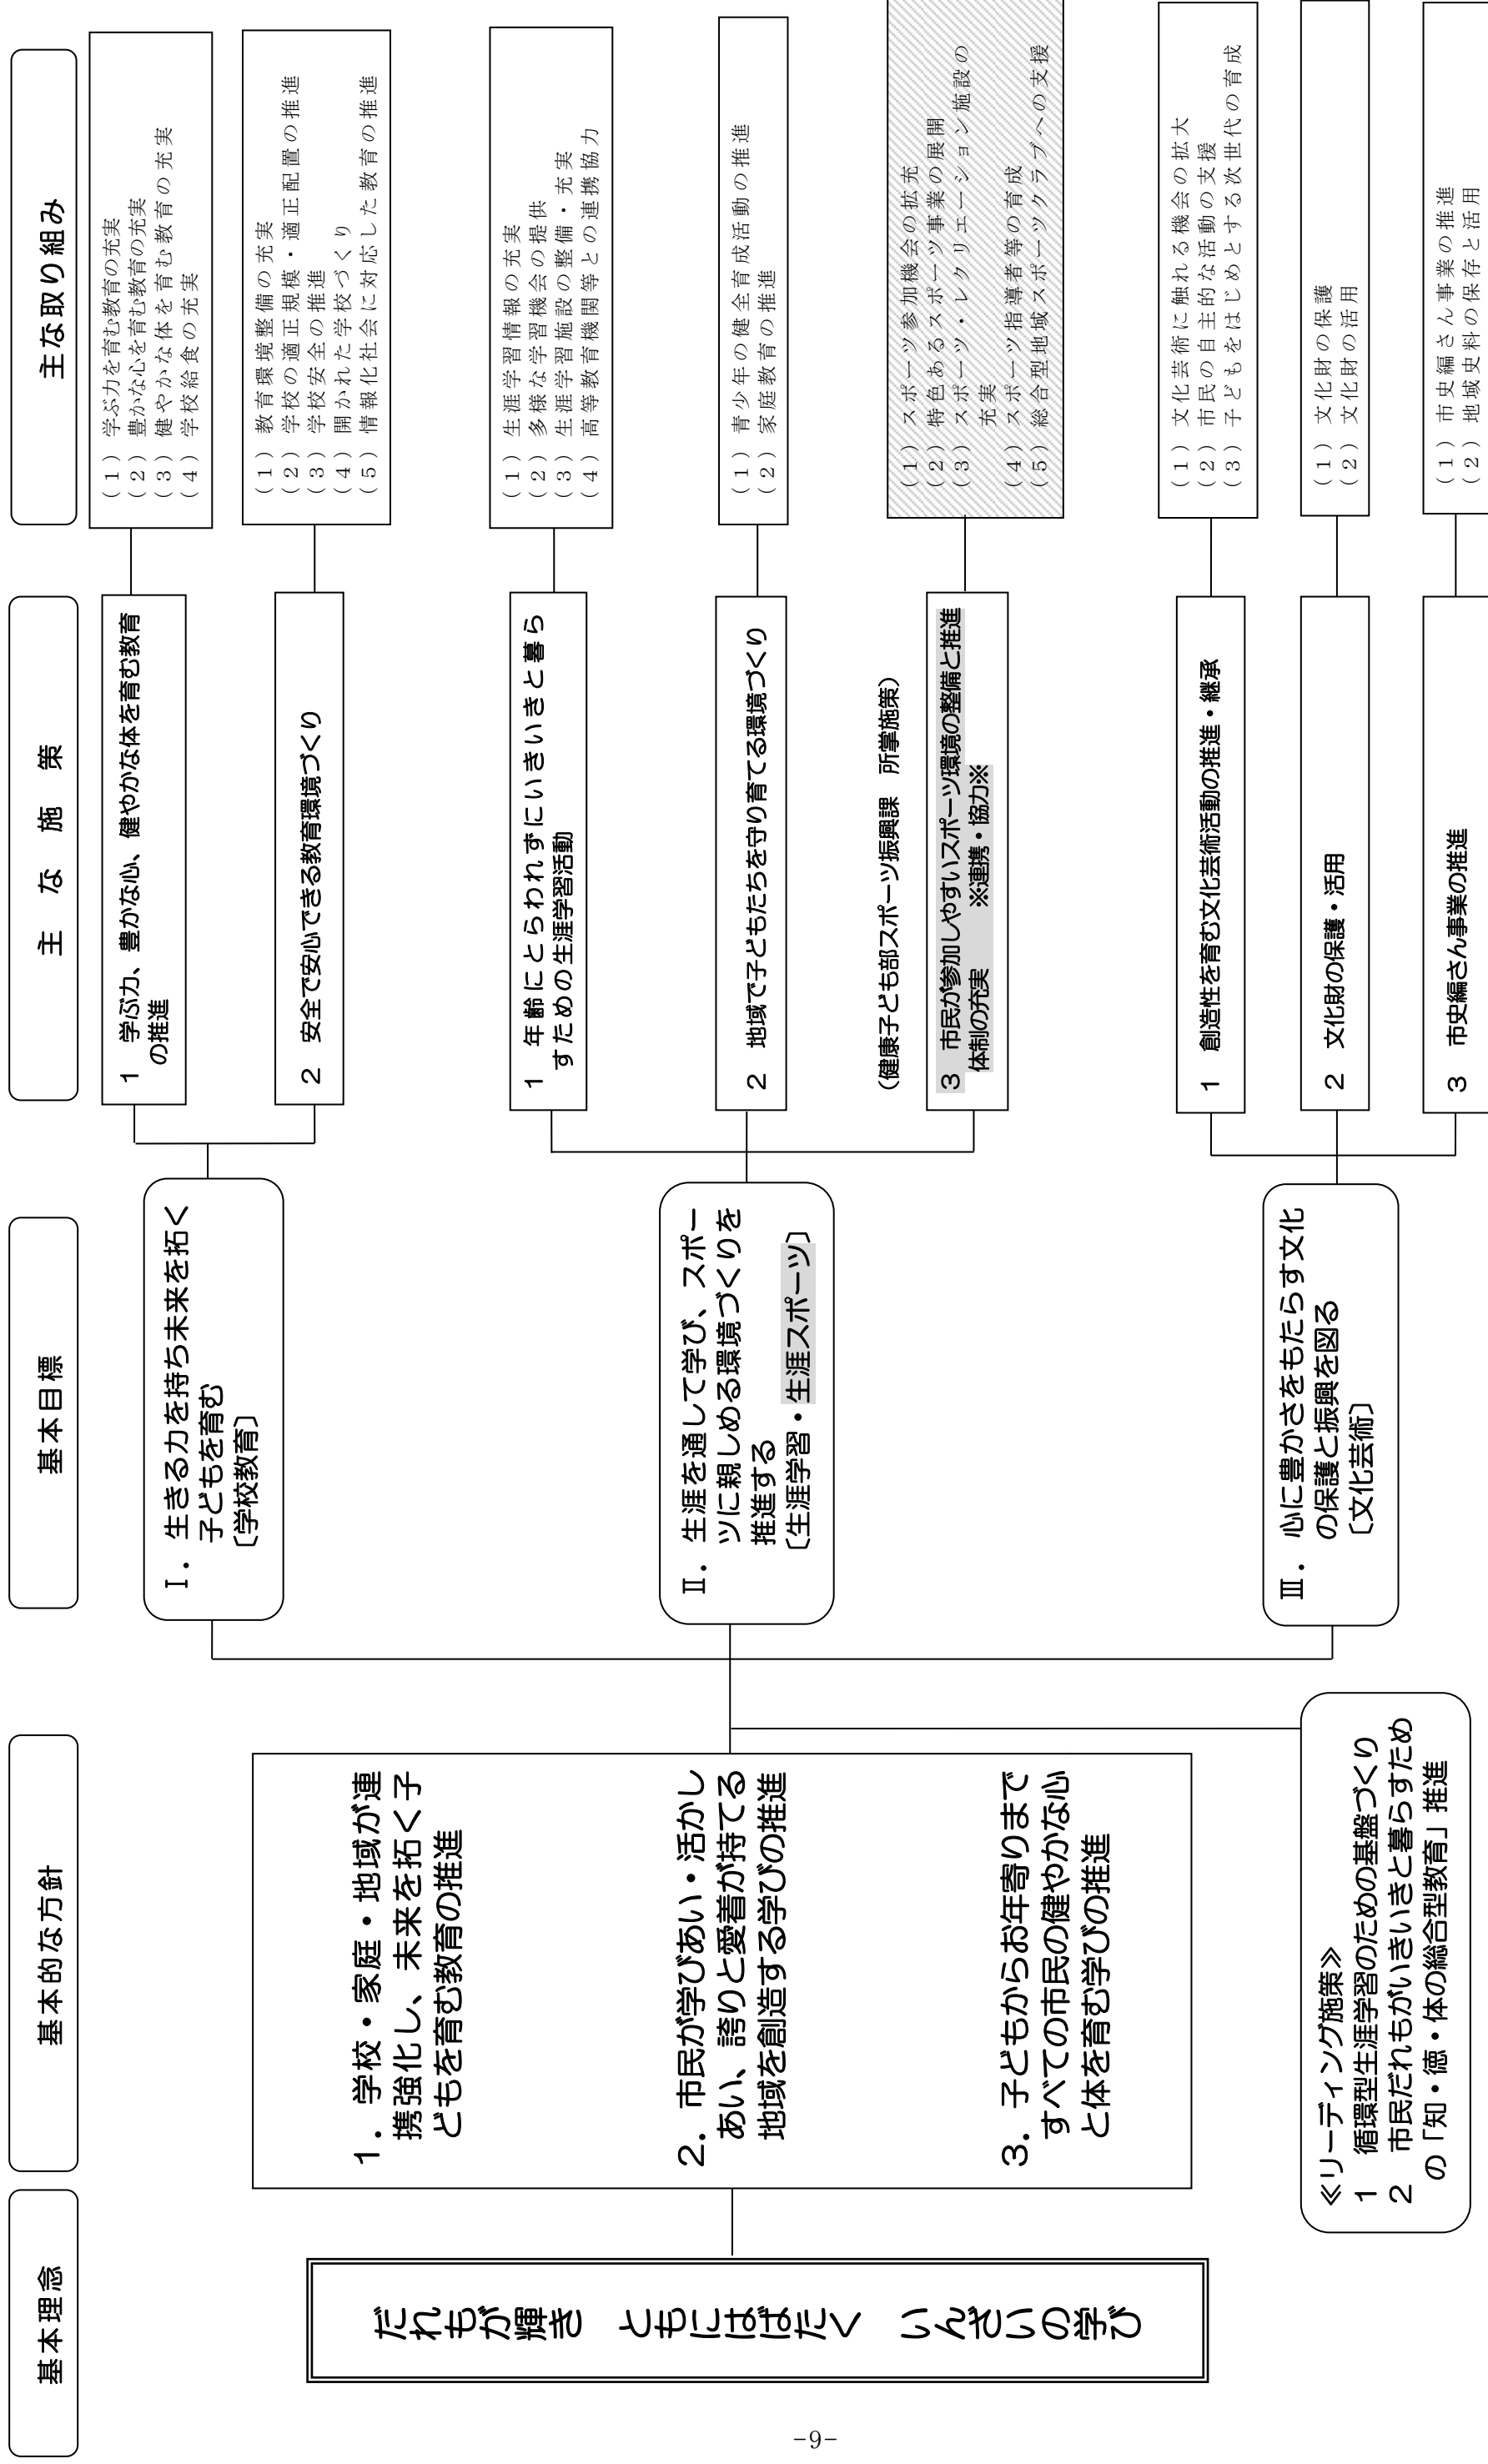 基本理念
基本的な方針
基本目標
主な施策
主な取り組み
だれもが輝き　ともにはばたく　いんざいの学び
1．学校・家庭・地域が連
携強化し、未来を拓く子
どもを育む教育の推進
2．市民が学びあい・活かし
あい、誇りと愛着が持てる
地域を創造する学びの推進
3．子どもからお年寄りまで
すべての市民の健やかな心
と体を育む学びの推進
≪リーディング施策≫
1　循環型生涯学習のための基盤づくり
2　市民だれもがいきいきと暮らすため
の「知・徳・体の総合型教育」推進
Ⅰ．生きる力を持ち未来を拓く
子どもを育む
〔学校教育〕
1　学ぶ力、豊かな心、健やかな体を育む教育
の推進
（１）学ぶ力を育む教育の充実
（２）豊かな心を育む教育の充実
（３）健やかな体を育む教育の充実
（４）学校給食の充実
2　安全で安心できる教育環境づくり
（１）教育環境整備の充実
（２）学校の適正規模・適正配置の推進
（３）学校安全の推進
（４）開かれた学校づくり
（５）情報化社会に対応した教育の推進
Ⅱ．生涯を通して学び、スポー
ツに親しめる環境づくりを
推進する
〔生涯学習・生涯スポーツ〕
1　年齢にとらわれずにいきいきと暮ら
すための生涯学習活動
（１）生涯学習情報の充実
（２）多様な学習機会の提供
（３）生涯学習施設の整備・充実
（４）高等教育機関等との連携協力
2　地域で子どもたちを守り育てる環境づくり
（１）青少年の健全育成活動の推進
（２）家庭教育の推進
（健康子ども部スポーツ振興課　所掌施策）
3　市民が参加しやすいスポーツ環境の整備と推進
体制の充実　　※連携・協力※
（１）スポーツ参加機会の拡充
（２）特色あるスポーツ事業の展開
（３）スポーツ・レクリエーション施設の
充実
（４）スポーツ指導者等の育成
（５）総合型地域スポーツクラブへの支援
Ⅲ．心に豊かさをもたらす文化
の保護と振興を図る
〔文化芸術〕
1　創造性を育む文化芸術活動の推進・継承
（１）文化芸術に触れる機会の拡大
（２）市民の自主的な活動の支援
（３）子どもをはじめとする次世代の育成
2　文化財の保護・活用
（１）文化財の保護
（２）文化財の活用
3　市史編さん事業の推進
（１）市史編さん事業の推進
（２）地域史料の保存と活用
-9-